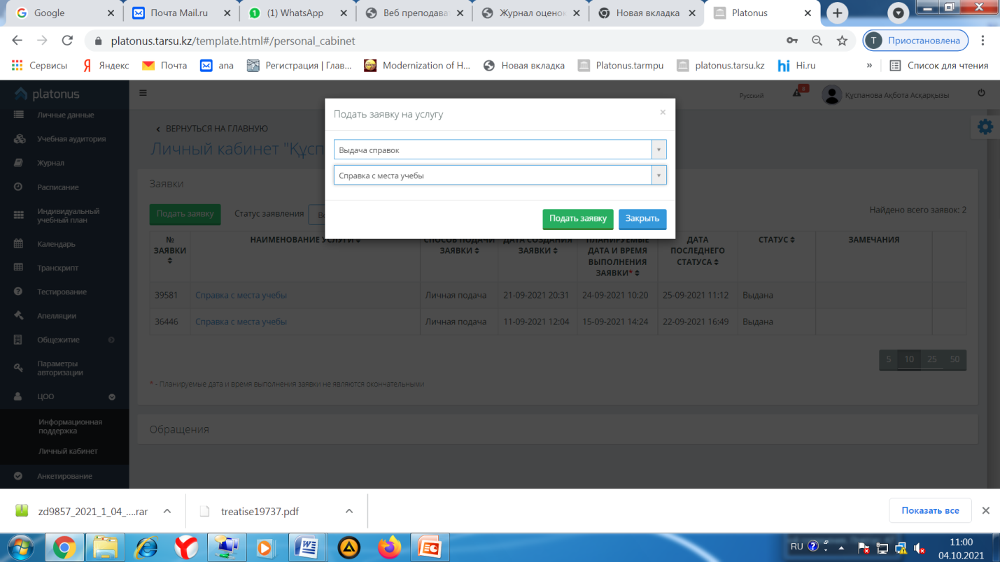 Google
Почта Mail.ru
(1) WhatsApp
Веб преподава
Журнал оценок
Новая вкладка
Platonus
platonus.tarsu.kz/template.html#/personal_cabinet
Приостановлена
Сервисы
Яндекс
Почта
ana
Регистрация | Глав...
Modernization of H...
Новая вкладка
Platonus.tarmpu
platonus.tarsu.kz
Hi.ru
»
Список для чтения
platonus
Русский
Құспанова Ақбота Асқарқызы
Личные данные
Учебная аудитория
Журнал
Расписание
Индивидуальный
учебный план
Календарь
Транскрипт
Тестирование
Апелляции
Общежитие
Параметры
авторизации
ЦОО
Информационная
поддержка
Личный кабинет
Анкетирование
ВЕРНУТЬСЯ НА ГЛАВНУЮ
Личный кабинет "Құсп
Подать заявку на услугу
Выдача справок
Справка с места учебы
Подать заявку
Закрыть
Заявки
Подать заявку
Статус заявления
Найдено всего заявок: 2
№
ЗАЯВКИ
НАИМЕНОВАНИЕ УСЛУГИ
СПОСОБ ПОДАЧИ
ЗАЯВКИ
ДАТА СОЗДАНИЯ
ЗАЯВКИ
ПЛАНИРУЕМЫЕ
ДАТА И ВРЕМЯ
ВЫПОЛНЕНИЯ
ЗАЯВКИ*
ДАТА
ПОСЛЕДНЕГО
СТАТУСА
СТАТУС
ЗАМЕЧАНИЯ
39581 Справка с места учебы Личная подача 21-09-2021 20:31 24-09-2021 10:20 25-09-2021 11:12 Выдана
36446 Справка с места учебы Личная подача 11-09-2021 12:04 15-09-2021 14:24 22-09-2021 16:49 Выдана
5 10 25 50
* - Планируемые дата и время выполнения заявки не являются окончательными
Обращения
zd9857_2021_1_04_....rar
treatise19737.pdf
Показать все
RU
11:00
04.10.2021